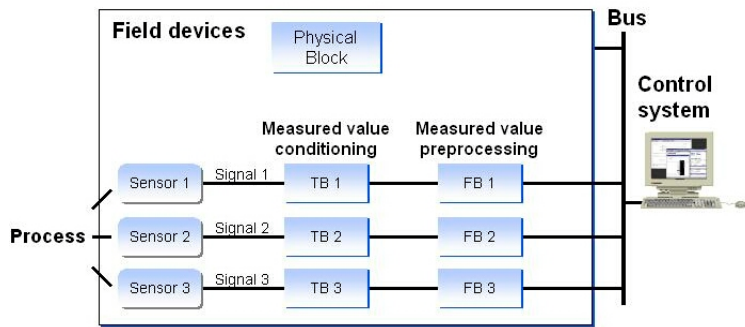 Field devices
Physical
Block
Bus
Control
system
Measured value
conditioning
Measured value
preprocessing
Sensor 1
Signal 1
TB 1
FB 1
Process
Sensor 2
Signal 2
TB 2
FB 2
Sensor 3
Signal 3
TB 3
FB 3